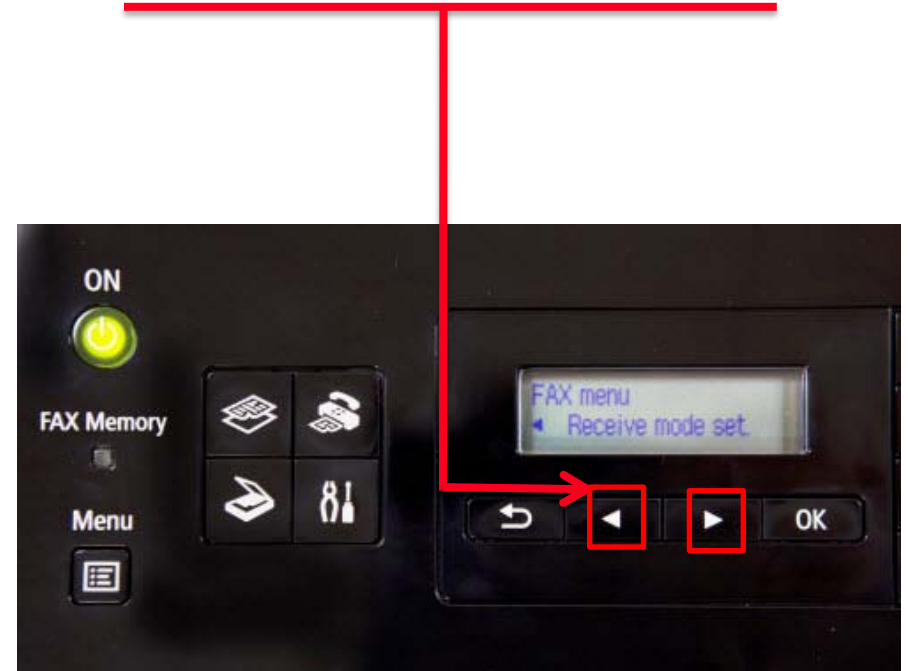 ON
FAX Memory
Menu
FAX menu
◄ Receive mode set.
OK